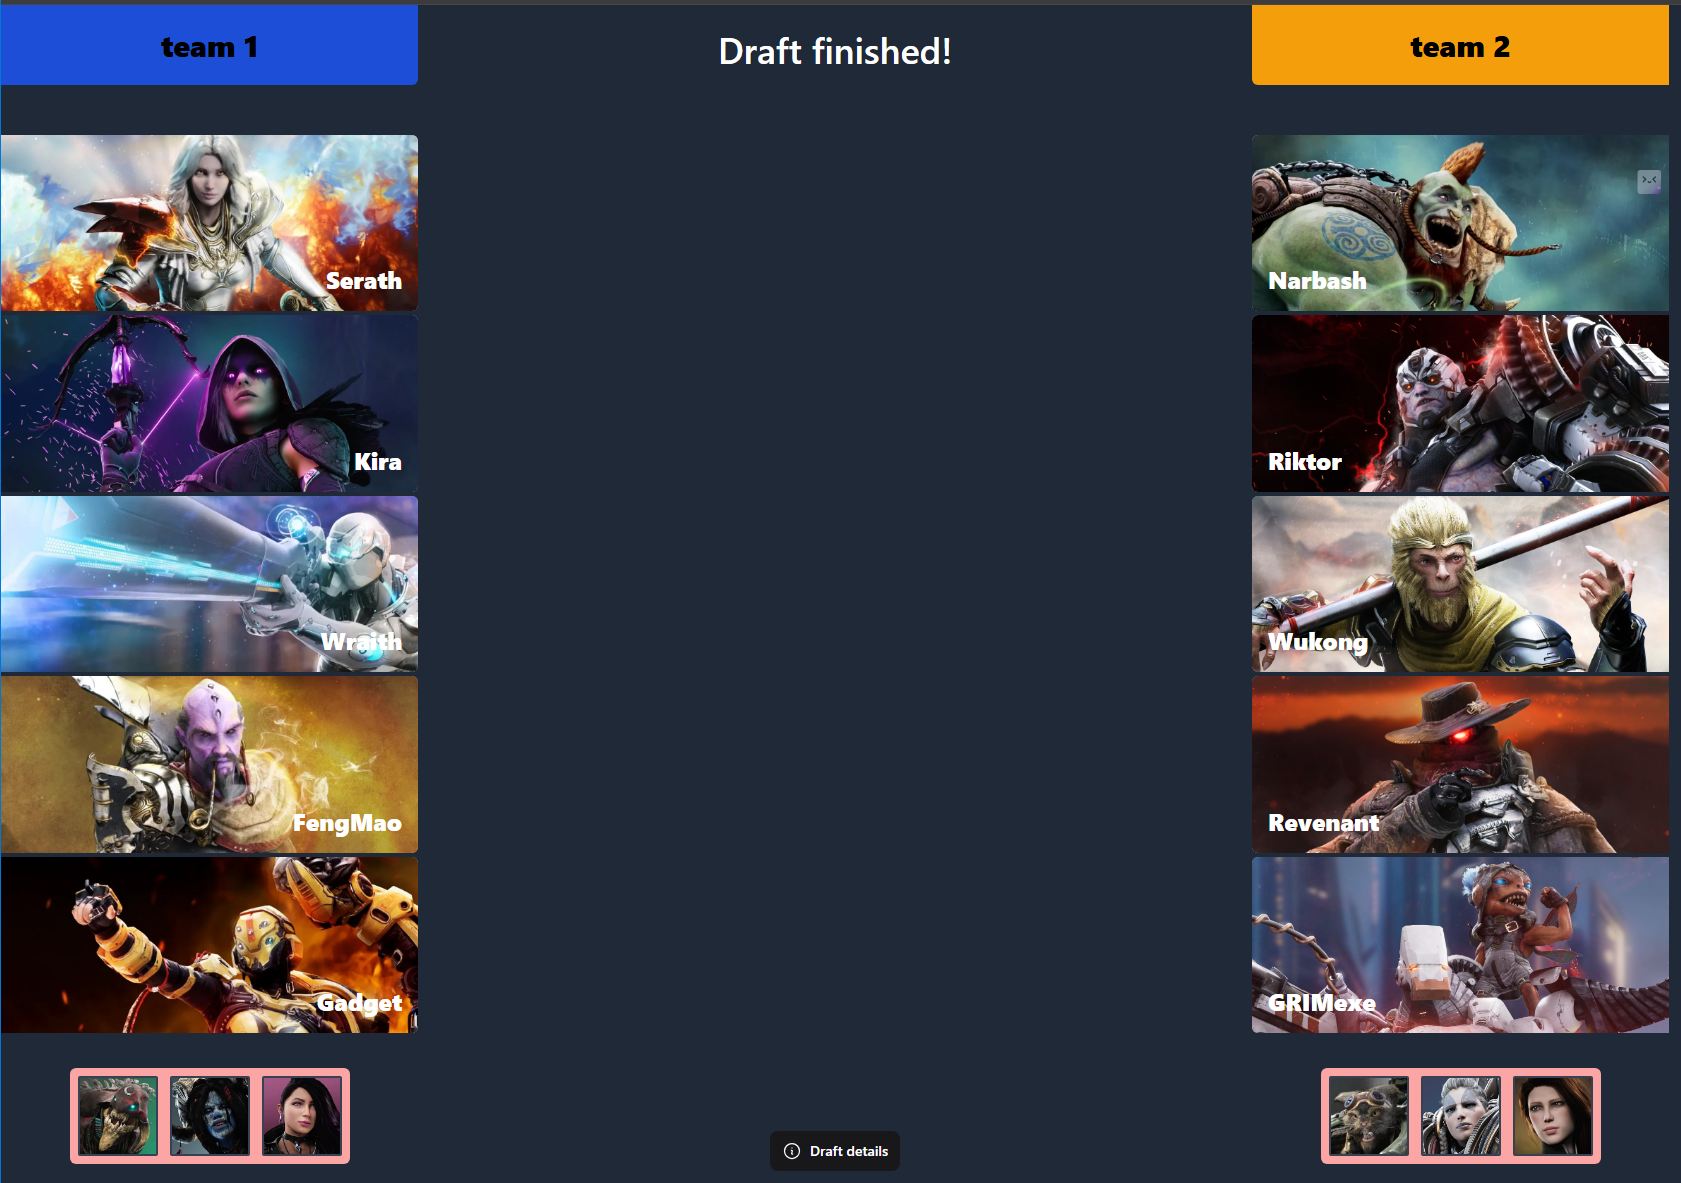 team 1
Draft finished!
team 2
Serath
Kira
Wraith
FengMao
Gadget
Narbash
Riktor
Wukong
Revenant
GRIMexe
Draft details